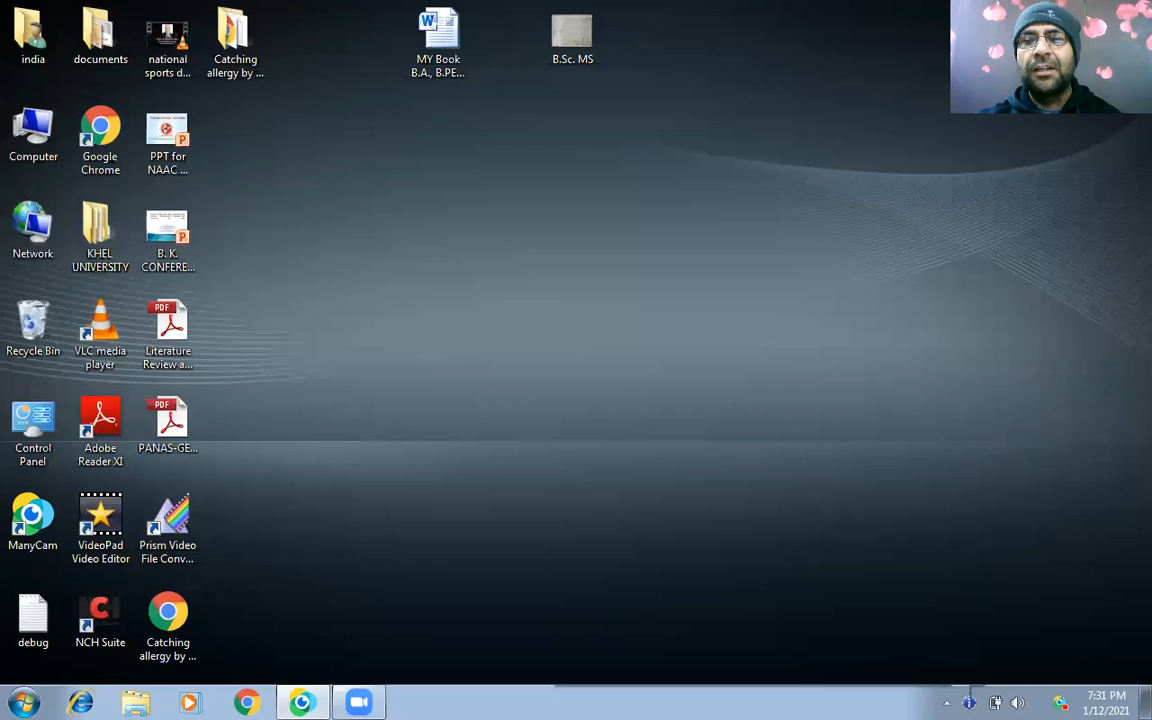 india
documents
national
sports d...
Catching
allergy by ...
MY Book
B.A., B.PE...
B.Sc. MS
Computer
Google
Chrome
PPT for
NAAC ...
Network
KHEL
UNIVERSITY
B. K.
CONFERE...
Recycle Bin
VLC media
player
PDF
Literature
Review a...
Control
Panel
Adobe
Reader XI
PDF
PANAS-GE...
ManyCam
VideoPad
Video Editor
Prism Video
File Conv...
debug
NCH Suite
Catching
allergy by ...
7:31 PM
1/12/2021